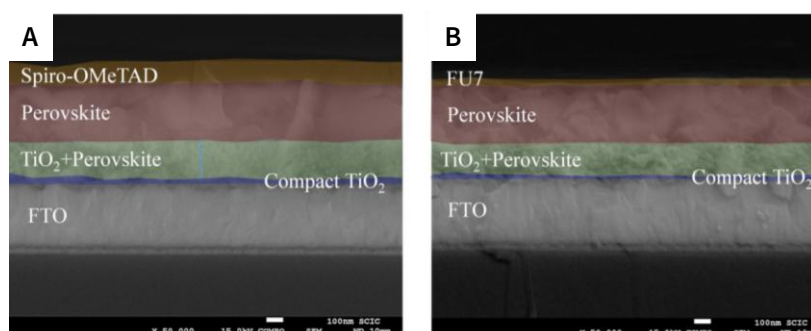 A
Spiro-OMeTAD
Perovskite
TiO₂+Perovskite
Compact TiO₂
FTO
100nm SCIC
B
FU7
Perovskite
TiO₂+Perovskite
Compact TiO₂
FTO
100nm SCIC